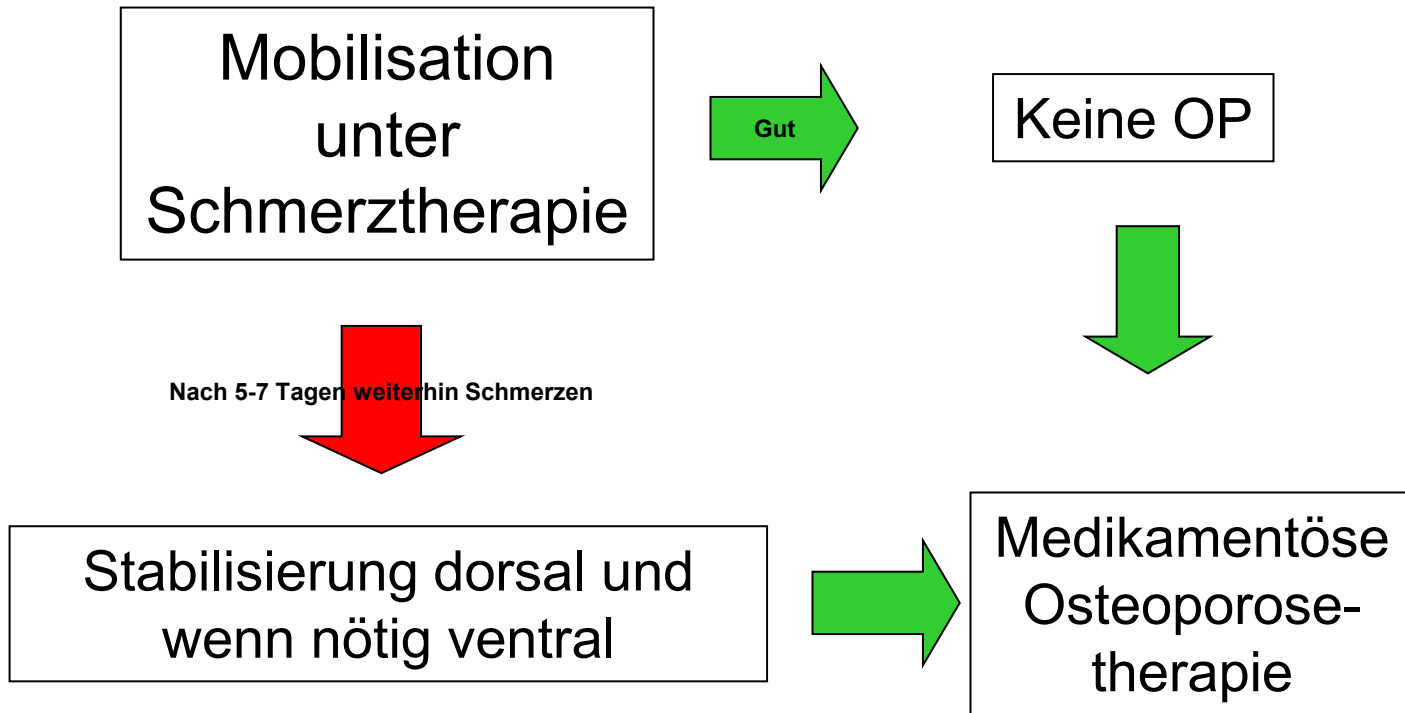 Mobilisation
unter
Schmerztherapie
Gut
Keine OP
Nach 5-7 Tagen weiterhin Schmerzen
Stabilisierung dorsal und
wenn nötig ventral
Medikamentöse
Osteoporose-
therapie